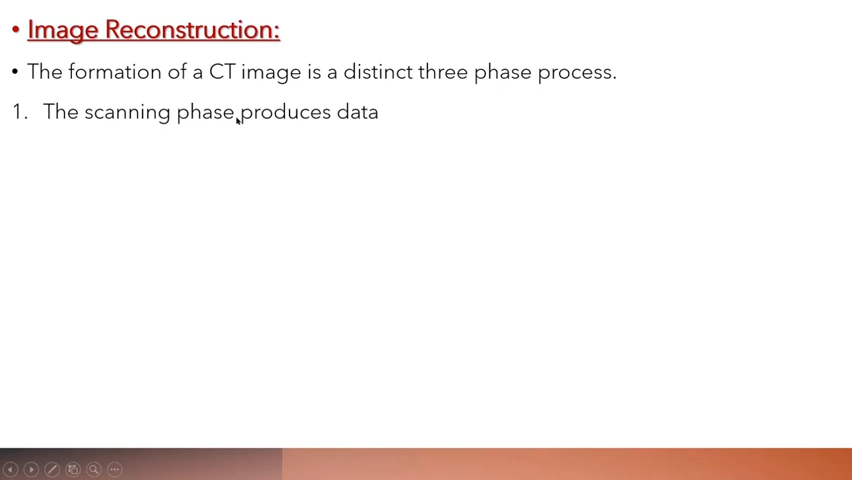 • Image Reconstruction:
• The formation of a CT image is a distinct three phase process.
1. The scanning phase produces data